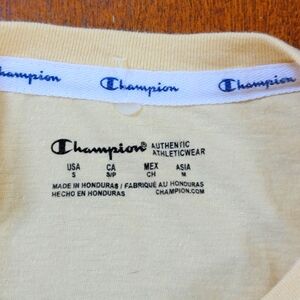 Champion Champion Champion
Champion® AUTHENTIC
ATHLETICWEAR
USA CA MEX ASIA
S S/P CH M
MADE IN HONDURAS / FABRIQUÉ AU HONDURAS
HECHO EN HONDURAS CHAMPION.COM